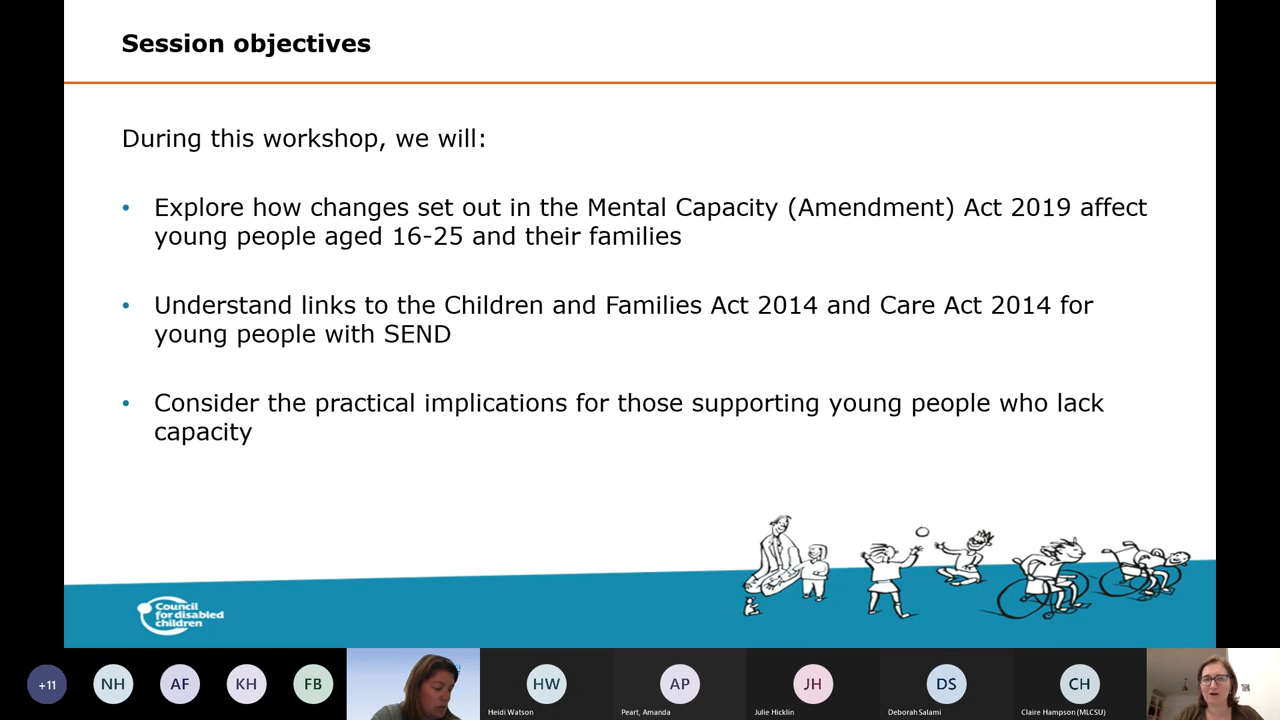 Session objectives
During this workshop, we will:
• Explore how changes set out in the Mental Capacity (Amendment) Act 2019 affect
young people aged 16-25 and their families
• Understand links to the Children and Families Act 2014 and Care Act 2014 for
young people with SEND
• Consider the practical implications for those supporting young people who lack
capacity
Council
for disabled
children
+11
NH
AF
KH
FB
HW
Heidi Watson
AP
Peart, Amanda
JH
Julie Hicklin
DS
Deborah Salami
CH
Claire Hampson (MLCSU)